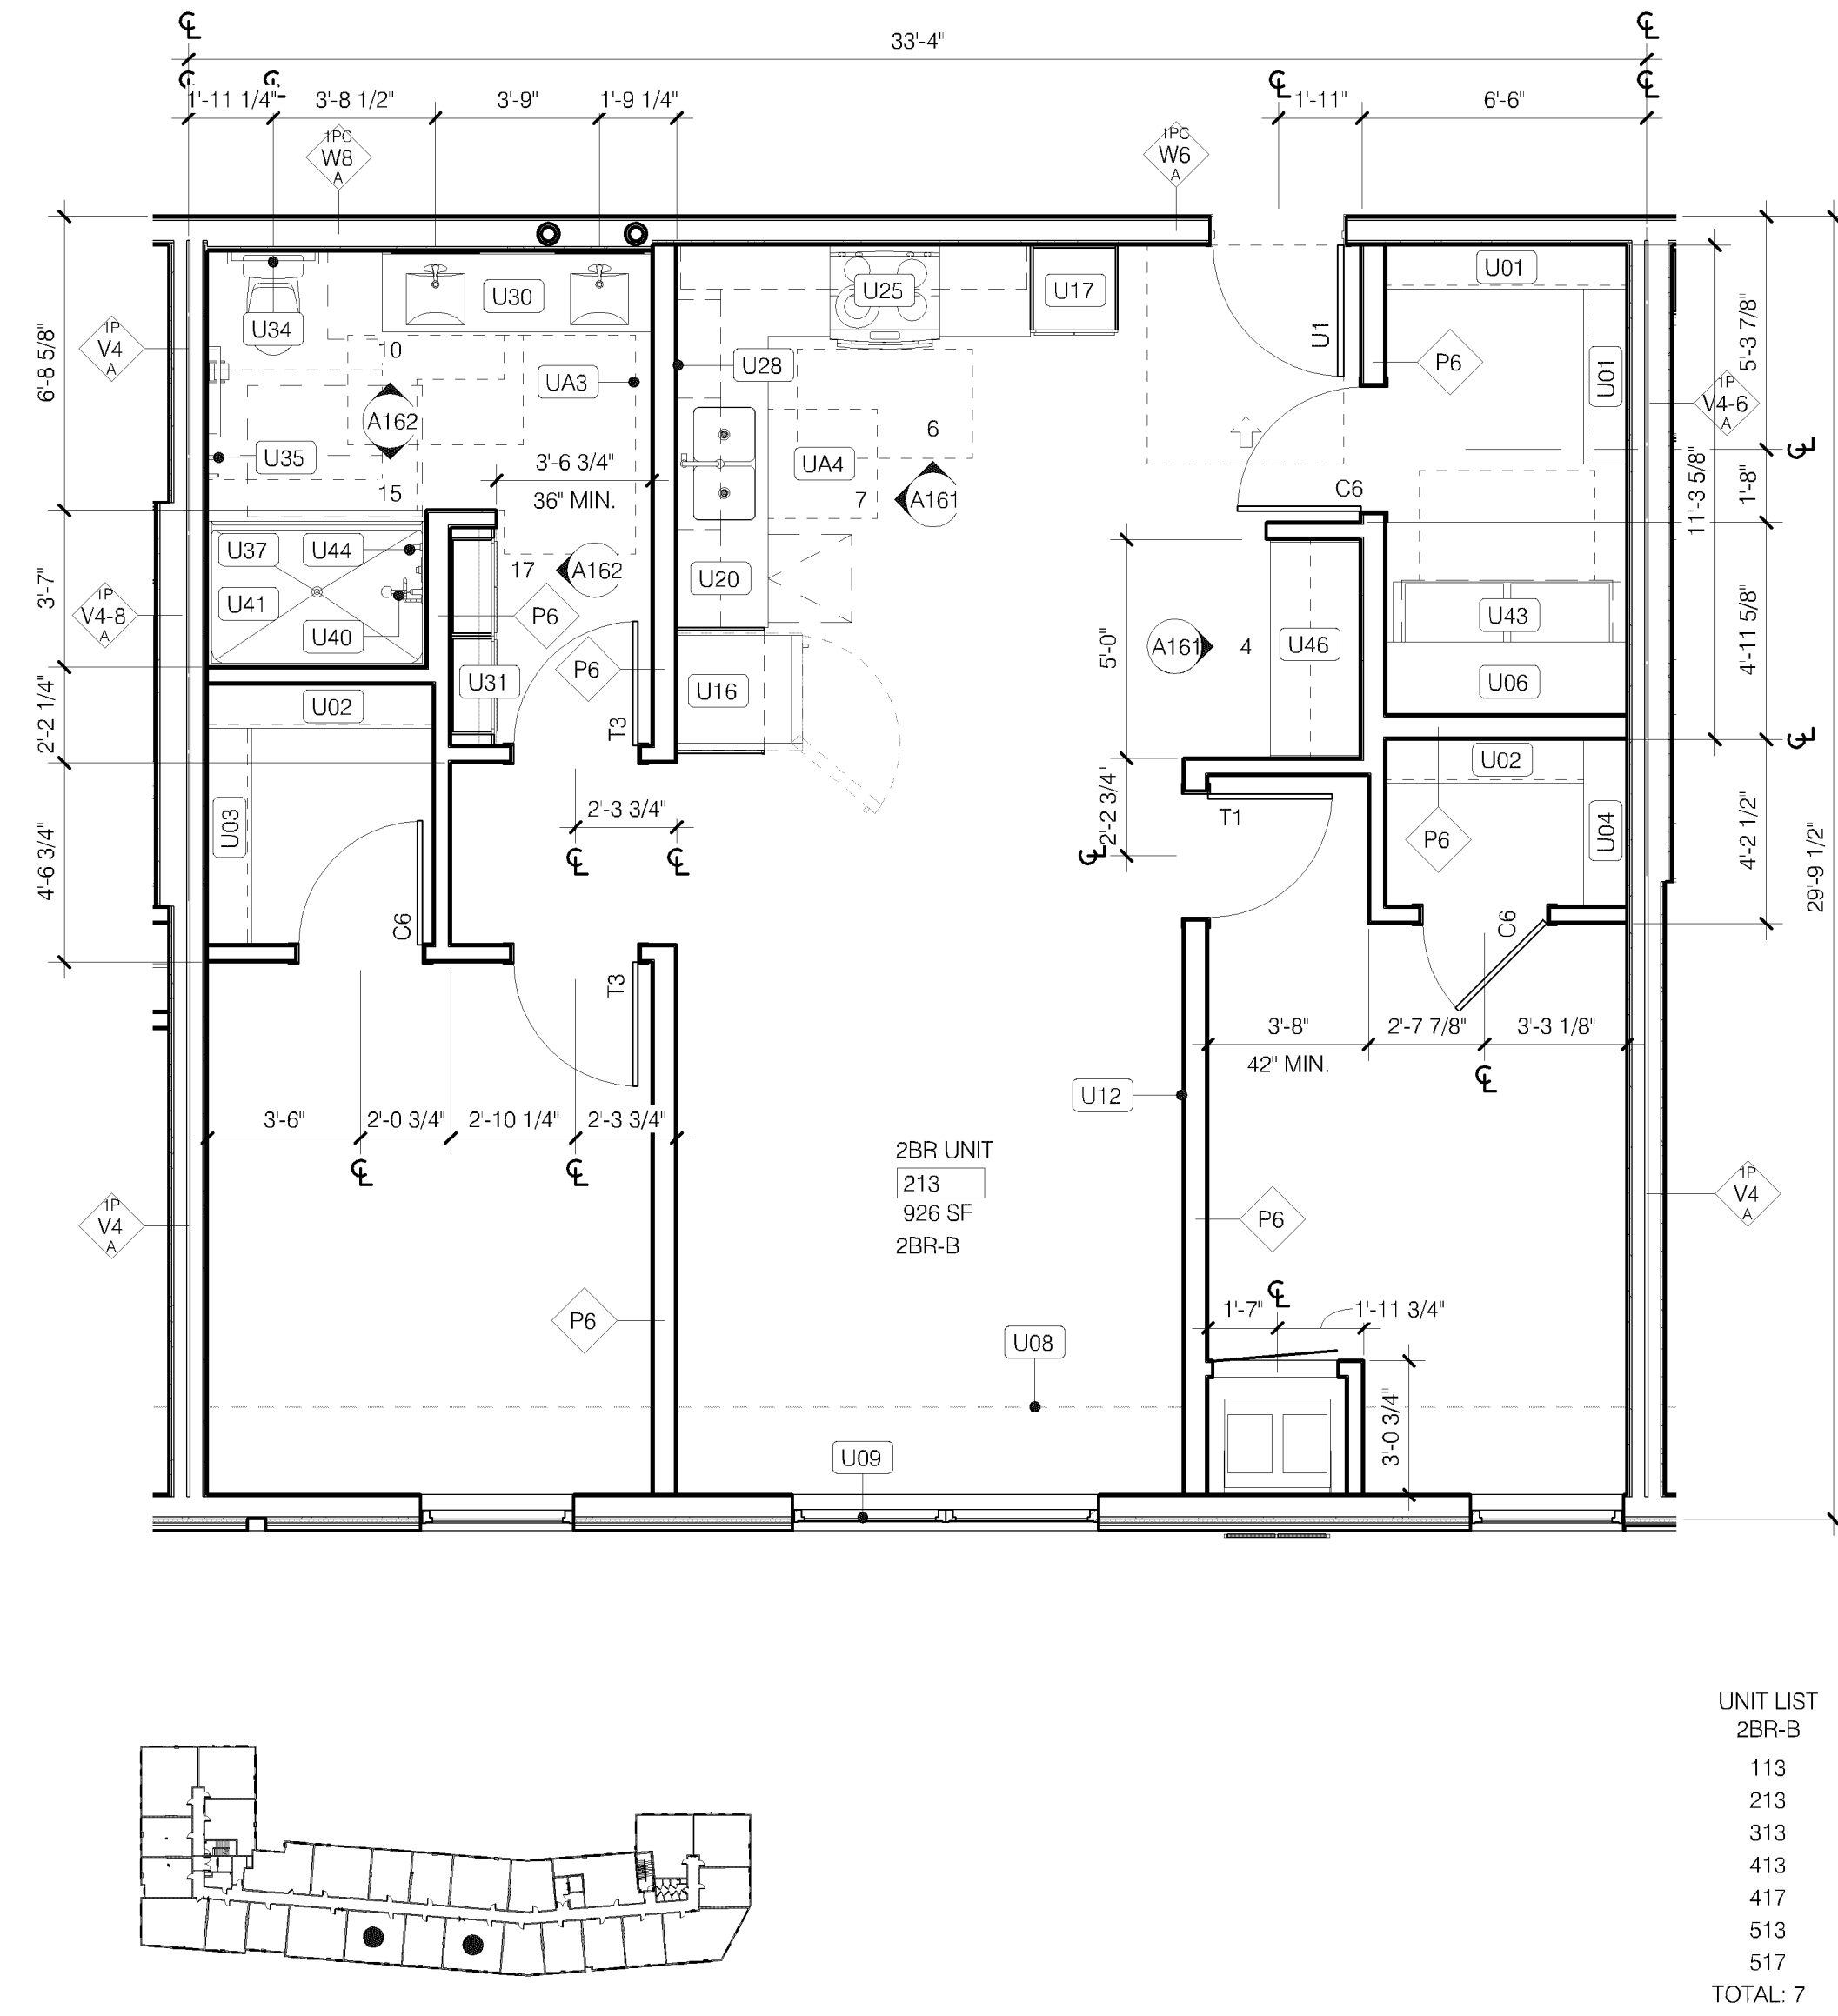 33'-4"
1'-11 1/4"
3'-8 1/2"
3'-9"
1'-9 1/4"
1'-11"
6'-6"
1PC
W8
A
1PC
W6
A
6'-8 5/8"
3'-7"
2'-2 1/4"
4'-6 3/4"
1P
V4
A
1P
V4-8
A
1P
V4
A
U34
U30
10
UA3
A162
U35
15
3'-6 3/4"
36" MIN.
U37
U44
U41
U40
17
A162
P6
P6
U31
T3
U02
U03
C6
T3
U28
U25
U17
UA4
6
7
A161
U20
U16
U1
P6
U01
U01
C6
5'-0"
A161
4
U46
U43
U06
2'-2 3/4"
T1
U02
U04
P6
C6
2'-3 3/4"
5'-3 7/8"
1P
V4-6
A
11'-3 5/8"
1'-8"
4'-11 5/8"
4'-2 1/2"
29'-9 1/2"
3'-8"
42" MIN.
2'-7 7/8"
3'-3 1/8"
3'-6"
2'-0 3/4"
2'-10 1/4"
2'-3 3/4"
U12
2BR UNIT
213
926 SF
2BR-B
P6
P6
1P
V4
A
1'-7"
1'-11 3/4"
3'-0 3/4"
U08
U09
UNIT LIST
2BR-B
113
213
313
413
417
513
517
TOTAL: 7